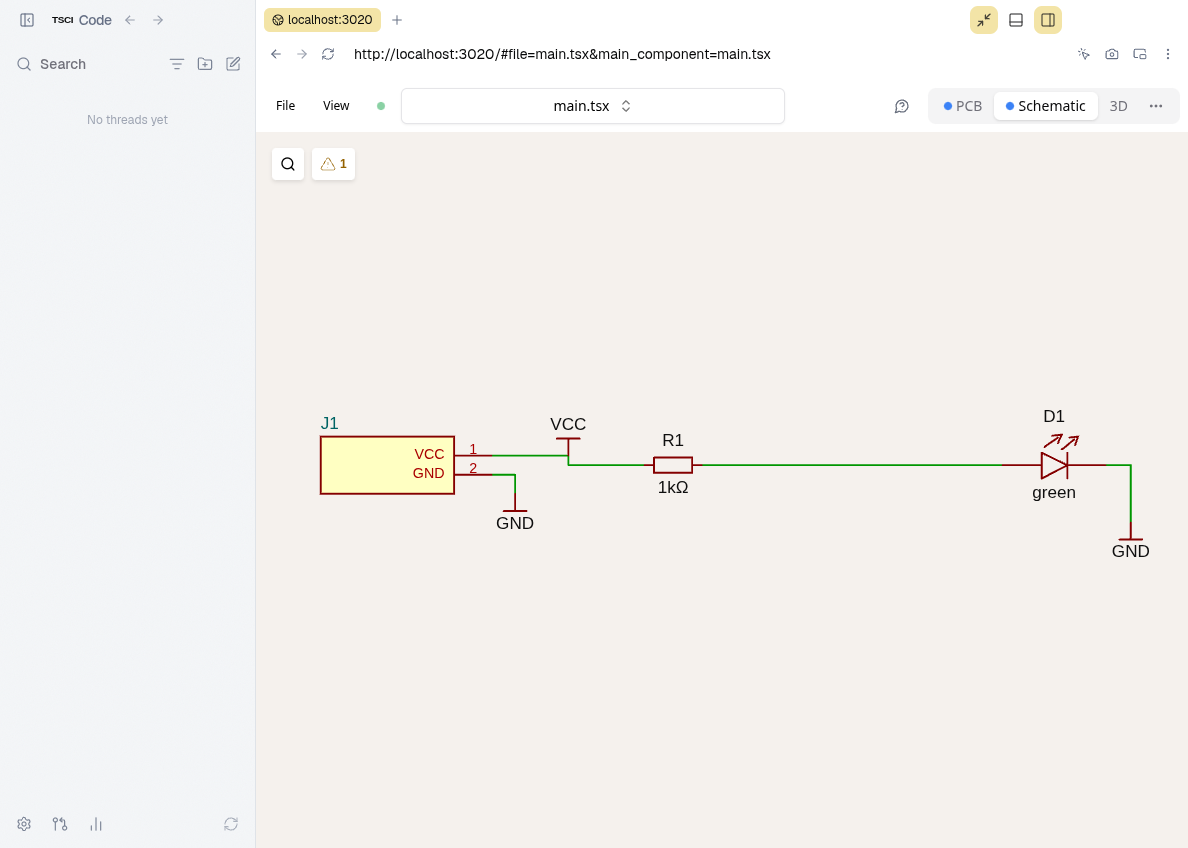 TSCI Code
localhost:3020
http://localhost:3020/#file=main.tsx&main_component=main.tsx
Search
No threads yet
File View main.tsx PCB Schematic 3D
1
J1
VCC 1
GND 2
VCC
GND
R1
1kΩ
D1
green
GND